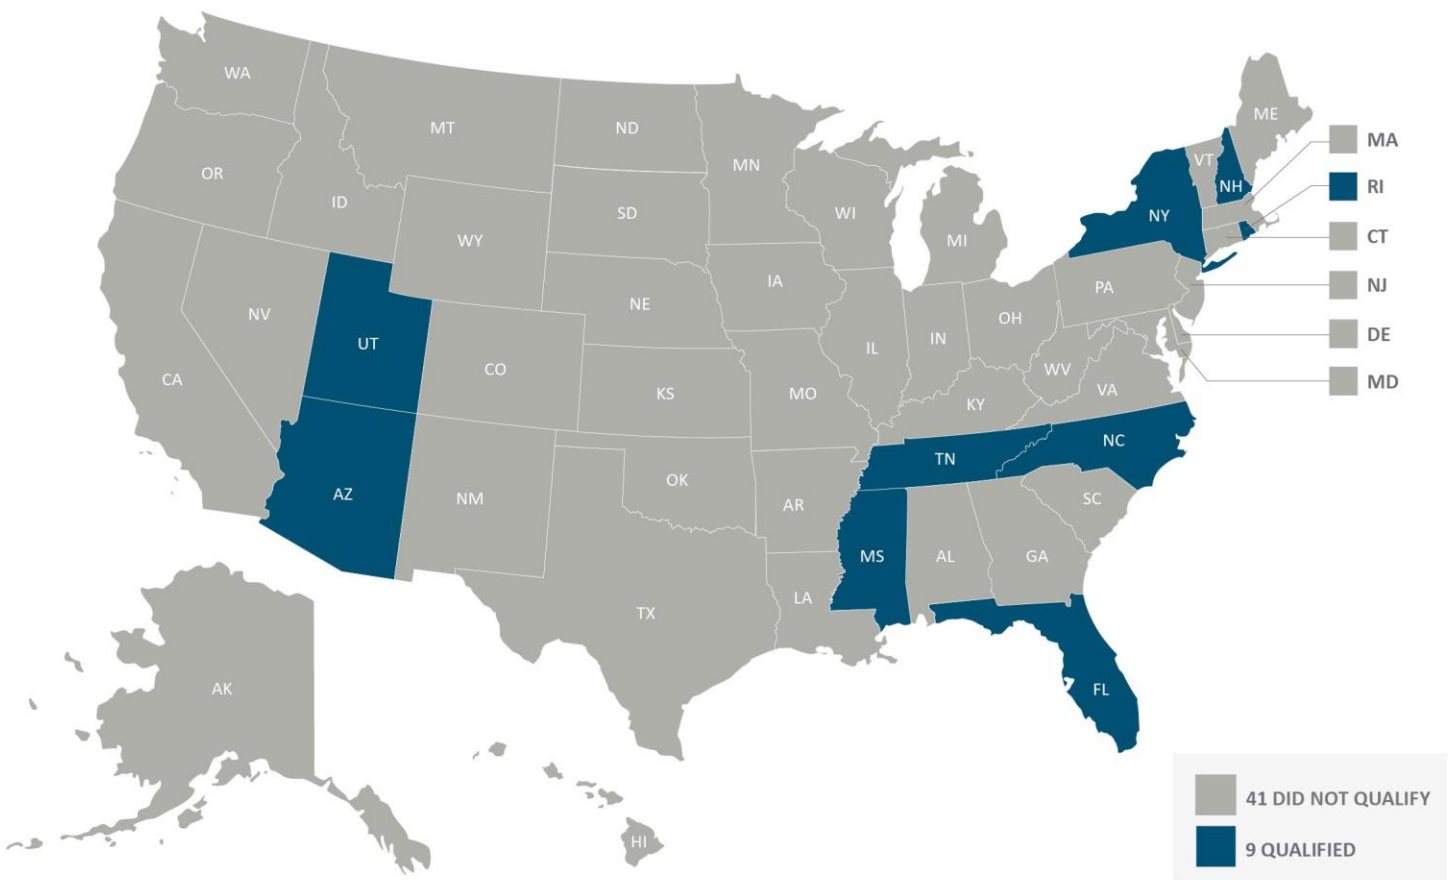 WA
MT
ND
MN
ME
OR
ID
SD
WI
MI
VT
NH
NY
MA
RI
WY
CT
IA
NE
PA
NJ
NV
UT
CO
IL
IN
OH
DE
CA
KS
MO
WV
VA
MD
KY
AZ
NM
OK
AR
TN
NC
SC
MS
AL
GA
TX
LA
AK
FL
HI
41 DID NOT QUALIFY
9 QUALIFIED